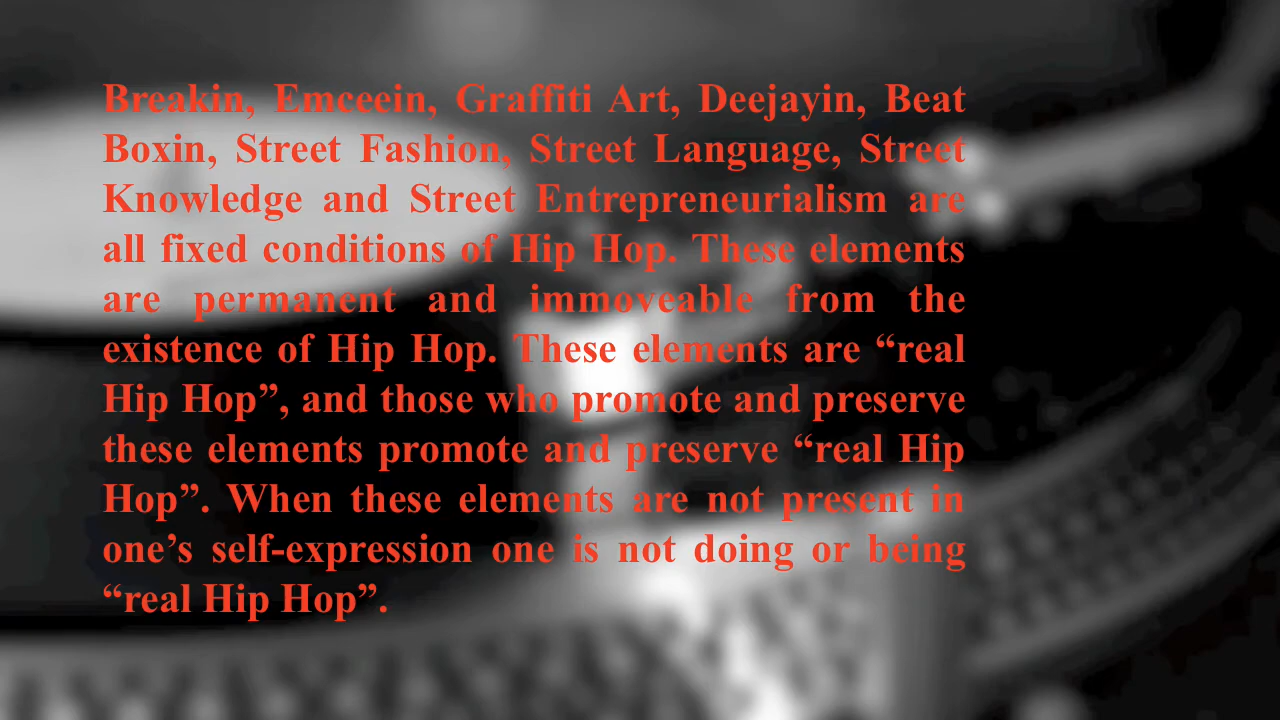 Breakin, Emceein, Graffiti Art, Deejayin, Beat
Boxin, Street Fashion, Street Language, Street
Knowledge and Street Entrepreneurialism are
all fixed conditions of Hip Hop. These elements
are permanent and immoveable from the
existence of Hip Hop. These elements are “real
Hip Hop”, and those who promote and preserve
these elements promote and preserve “real Hip
Hop”. When these elements are not present in
one’s self-expression one is not doing or being
“real Hip Hop”.